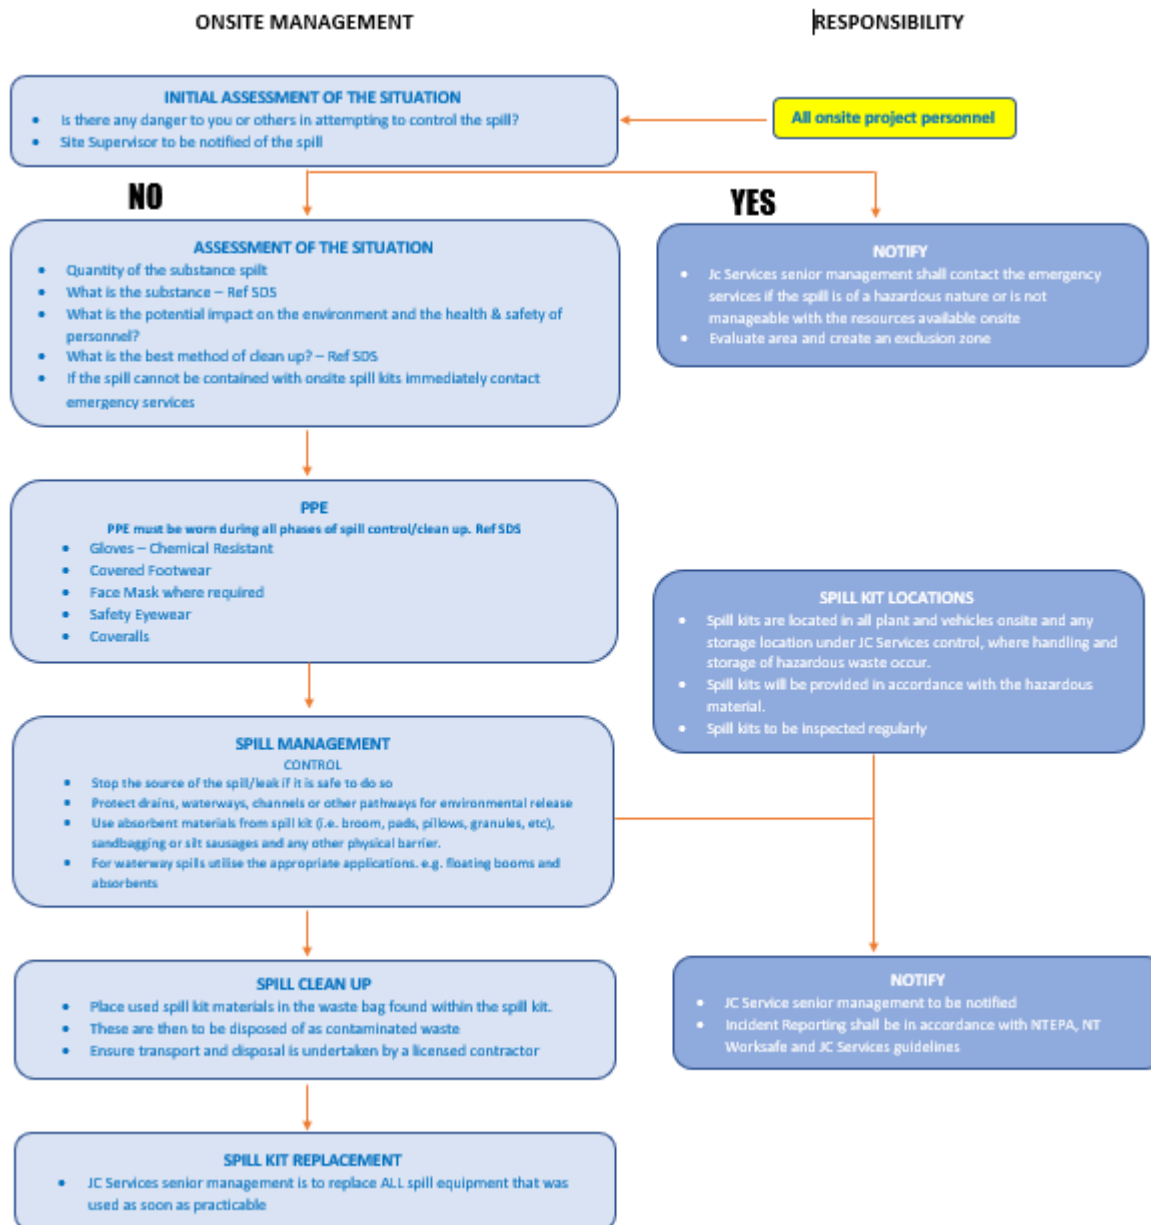 ONSITE MANAGEMENT
RESPONSIBILITY
INITIAL ASSESSMENT OF THE SITUATION
• Is there any danger to you or others in attempting to control the spill?
• Site Supervisor to be notified of the spill
All onsite project personnel
NO
YES
ASSESSMENT OF THE SITUATION
• Quantity of the substance spilt
• What is the substance – Ref SDS
• What is the potential impact on the environment and the health & safety of
personnel?
• What is the best method of clean up? – Ref SDS
• If the spill cannot be contained with onsite spill kits immediately contact
emergency services
NOTIFY
• Jc Services senior management shall contact the emergency
services if the spill is of a hazardous nature or is not
manageable with the resources available onsite
• Evaluate area and create an exclusion zone
PPE
PPE must be worn during all phases of spill control/clean up. Ref SDS
• Gloves – Chemical Resistant
• Covered Footwear
• Face Mask where required
• Safety Eyewear
• Coveralls
SPILL KIT LOCATIONS
• Spill kits are located in all plant and vehicles onsite and any
storage location under JC Services control, where handling and
storage of hazardous waste occur.
• Spill kits will be provided in accordance with the hazardous
material.
• Spill kits to be inspected regularly
SPILL MANAGEMENT
CONTROL
• Stop the source of the spill/leak if it is safe to do so
• Protect drains, waterways, channels or other pathways for environmental release
• Use absorbent materials from spill kit (i.e. broom, pads, pillows, granules, etc),
sandbagging or silt sausages and any other physical barrier.
• For waterway spills utilise the appropriate applications. e.g. floating booms and
absorbents
SPILL CLEAN UP
• Place used spill kit materials in the waste bag found within the spill kit.
• These are then to be disposed of as contaminated waste
• Ensure transport and disposal is undertaken by a licensed contractor
NOTIFY
• JC Service senior management to be notified
• Incident Reporting shall be in accordance with NTEPA, NT
Worksafe and JC Services guidelines
SPILL KIT REPLACEMENT
• JC Services senior management is to replace ALL spill equipment that was
used as soon as practicable